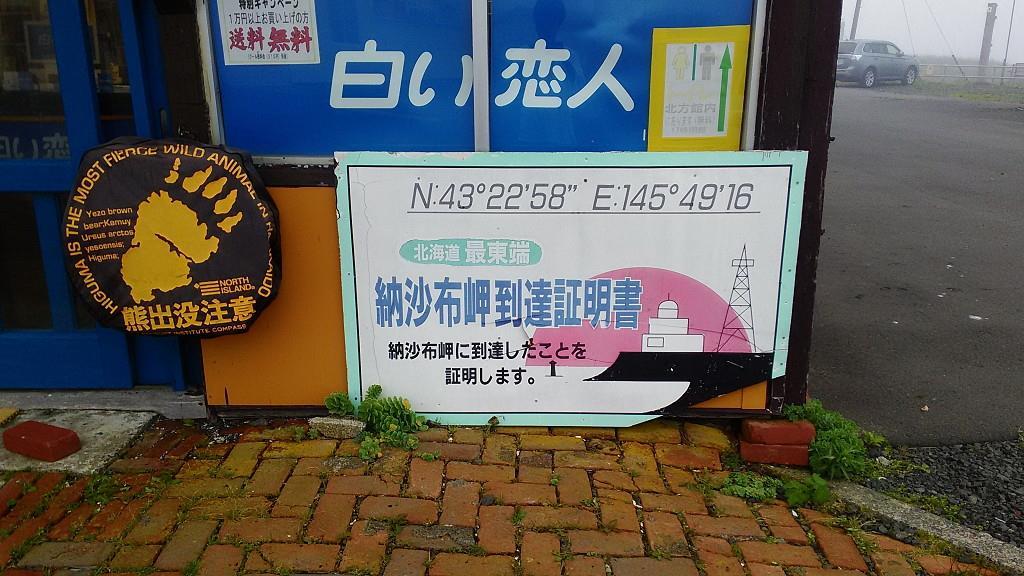 特別キャンペーン
1万円以上お買い上げの方
送料無料
白い恋人
北方館内
N:43°22'58" E:145°49'16
北海道 最東端
納沙布岬到達証明書
納沙布岬に到達したことを
証明します。
HIGUMA IS THE MOST FIERCE WILD ANIMAL IN
Yezo brown
bear;Kamuy
Ursus arctos
yesoensis;
Higuma;
NORTH
ISLAND
熊出没注意
INSTITUTE COMPASS
白い恋